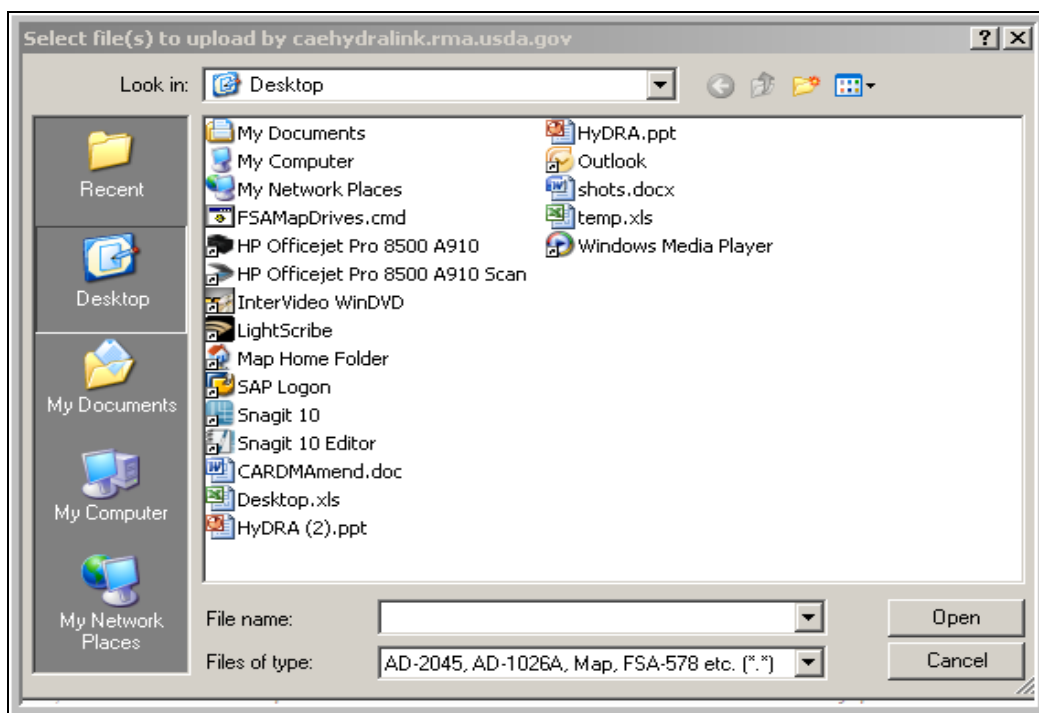 Select file(s) to upload by caehydralink.rma.usda.gov
Look in: Desktop
Recent
Desktop
My Documents
My Computer
My Network
Places
My Documents
My Computer
My Network Places
FSAMapDrives.cmd
HP Officejet Pro 8500 A910
HP Officejet Pro 8500 A910 Scan
InterVideo WinDVD
LightScribe
Map Home Folder
SAP Logon
Snagit 10
Snagit 10 Editor
CARDMAmend.doc
Desktop.xls
HyDRA (2).ppt
HyDRA.ppt
Outlook
shots.docx
temp.xls
Windows Media Player
File name:
Open
Files of type: AD-2045, AD-1026A, Map, FSA-578 etc. (*.*)
Cancel